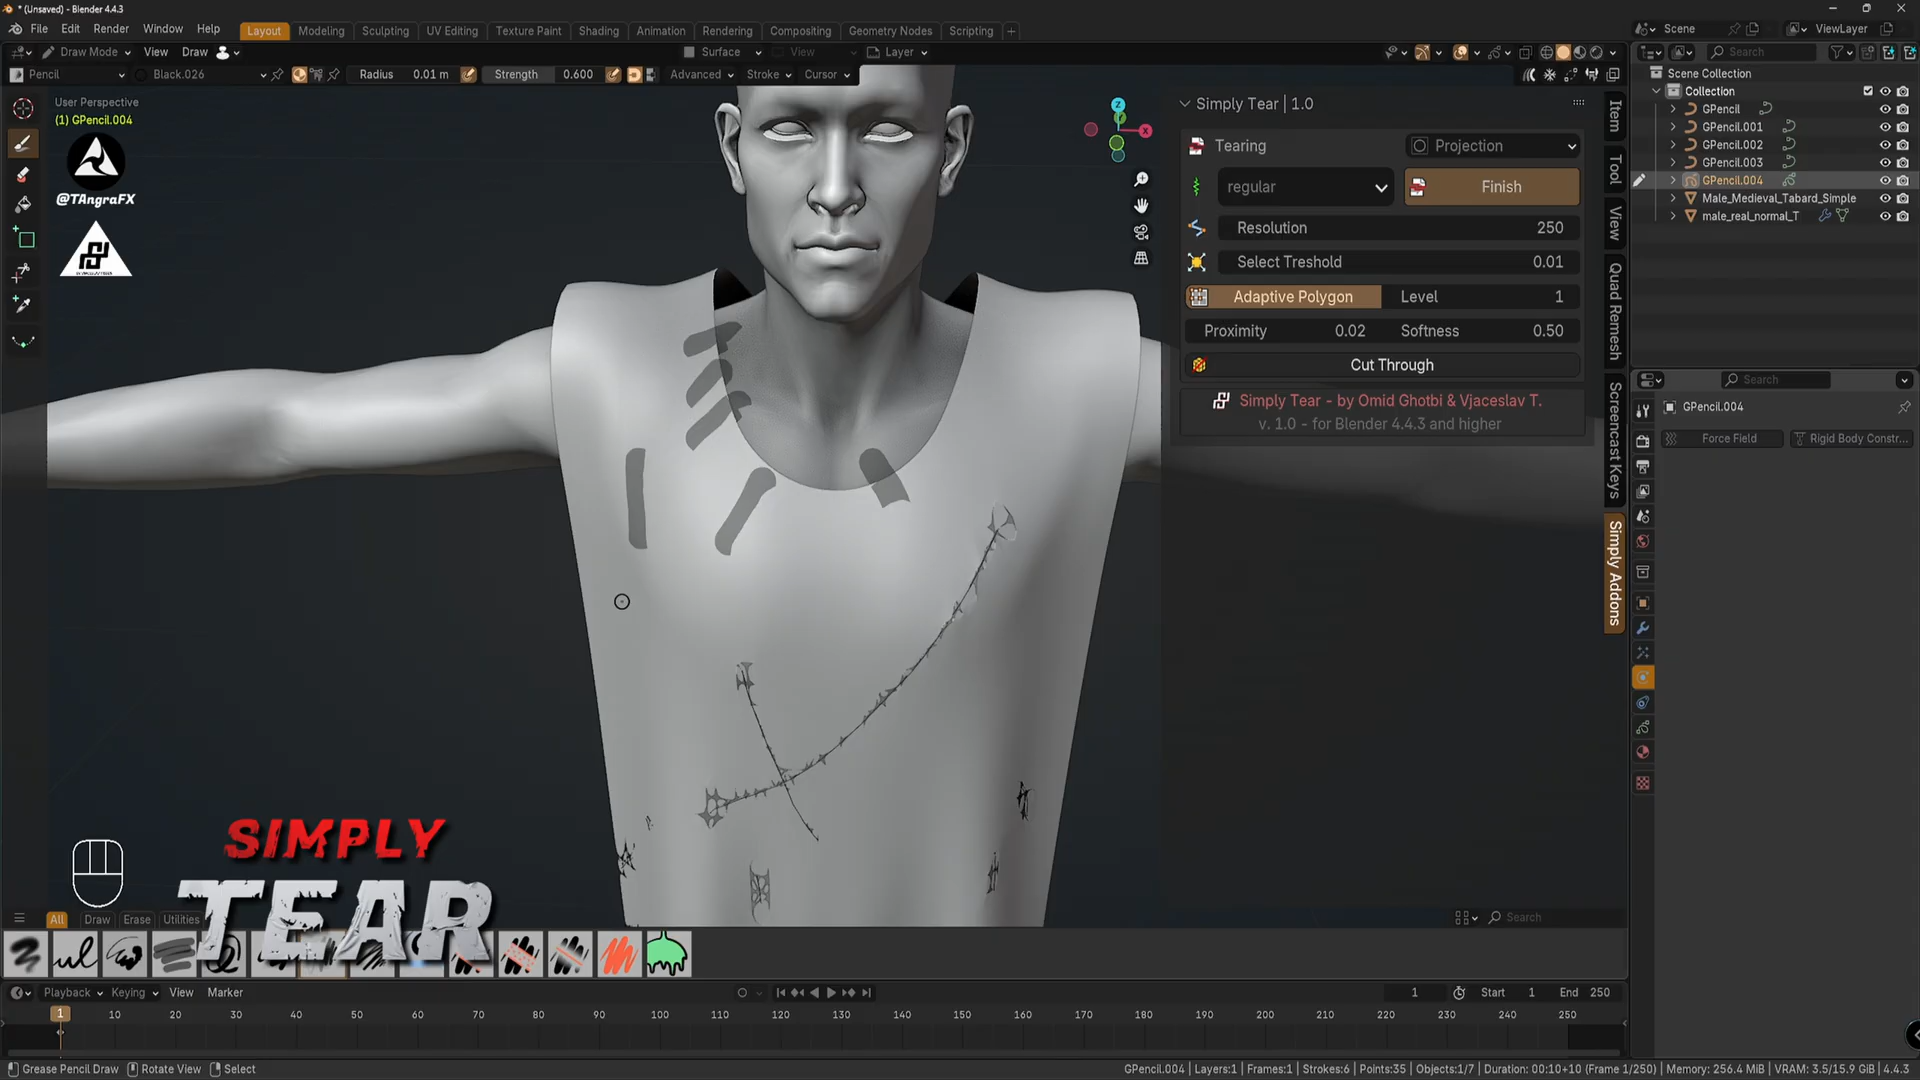 * (Unsaved) - Blender 4.4.3
File Edit Render Window Help
Layout Modeling Sculpting UV Editing Texture Paint Shading Animation Rendering Compositing Geometry Nodes Scripting +
Scene
ViewLayer
Draw Mode View Draw
Surface View Layer
Search
Pencil Black.026 Radius 0.01 m Strength 0.600 Advanced Stroke Cursor
User Perspective
(1) GPencil.004
@TAngraFX
Z
Y
X
Simply Tear | 1.0
Tearing Projection
regular Finish
Resolution 250
Select Treshold 0.01
Adaptive Polygon Level 1
Proximity 0.02 Softness 0.50
Cut Through
Simply Tear - by Omid Ghotbi & Vjaceslav T.
v. 1.0 - for Blender 4.4.3 and higher
Item
Tool
View
Quad Remesh
Screencast Keys
Simply Addons
Scene Collection
Collection
GPencil
GPencil.001
GPencil.002
GPencil.003
GPencil.004
Male_Medieval_Tabard_Simple
male_real_normal_T
Search
GPencil.004
Force Field Rigid Body Constr...
SIMPLY
TEAR
All Draw Erase Utilities
Search
Playback Keying View Marker
1 Start 1 End 250
1 10 20 30 40 50 60 70 80 90 100 110 120 130 140 150 160 170 180 190 200 210 220 230 240 250
Grease Pencil Draw Rotate View Select
GPencil.004 | Layers:1 | Frames:1 | Strokes:6 | Points:35 | Objects:1/7 | Duration: 00:10+10 (Frame 1/250) | Memory: 256.4 MiB | VRAM: 3.5/15.9 GiB | 4.4.3